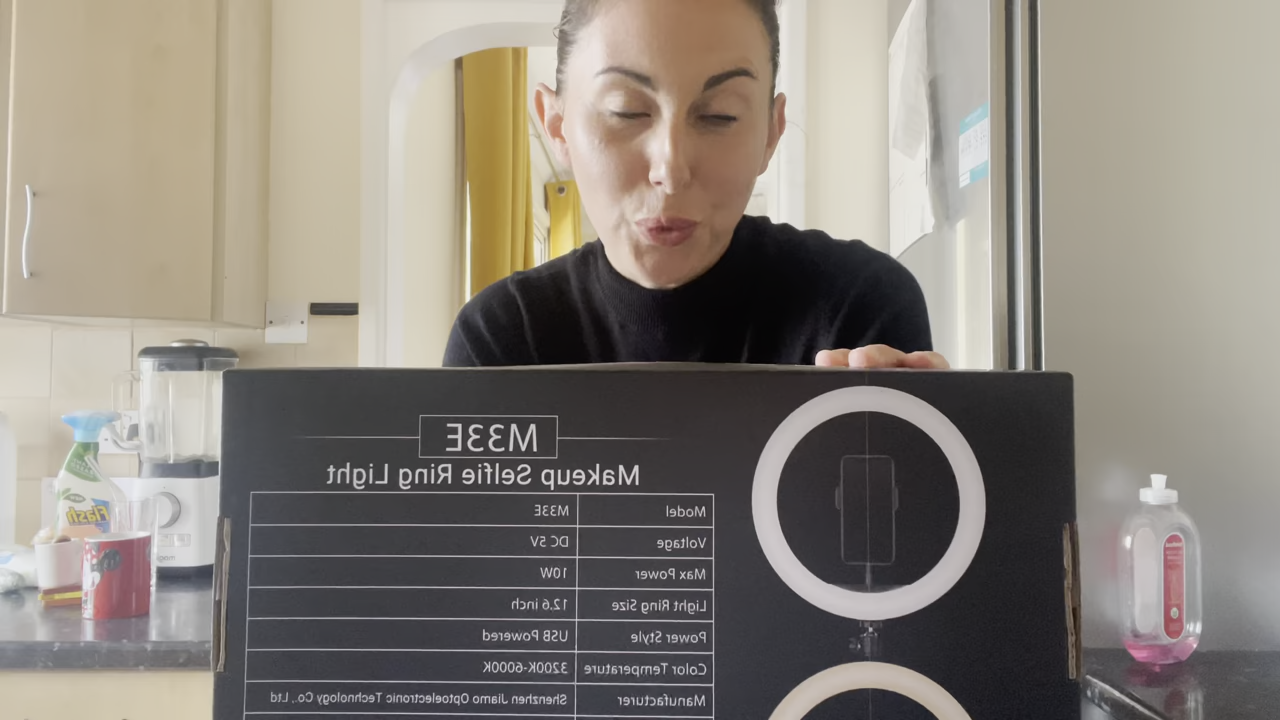 M33E
Makeup Selfie Ring Light
Model M33E
Voltage DC 5V
Max Power 10W
Light Ring Size 12.6 inch
Power Style USB Powered
Color Temperature 3200K-6000K
Manufacturer Shenzhen Jiamo Optoelectronic Technology Co., Ltd
Flash